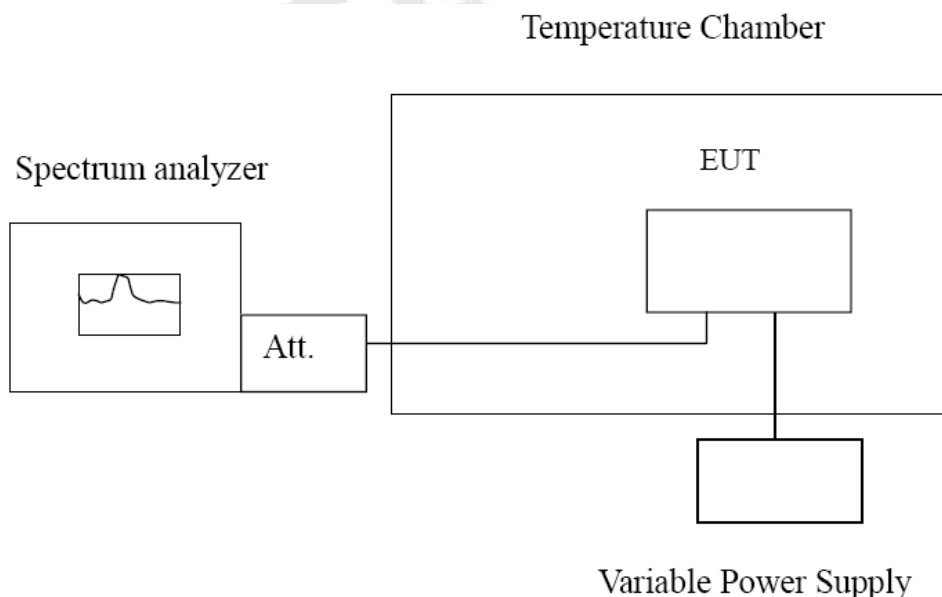 Temperature Chamber
Spectrum analyzer
EUT
Att.
Variable Power Supply